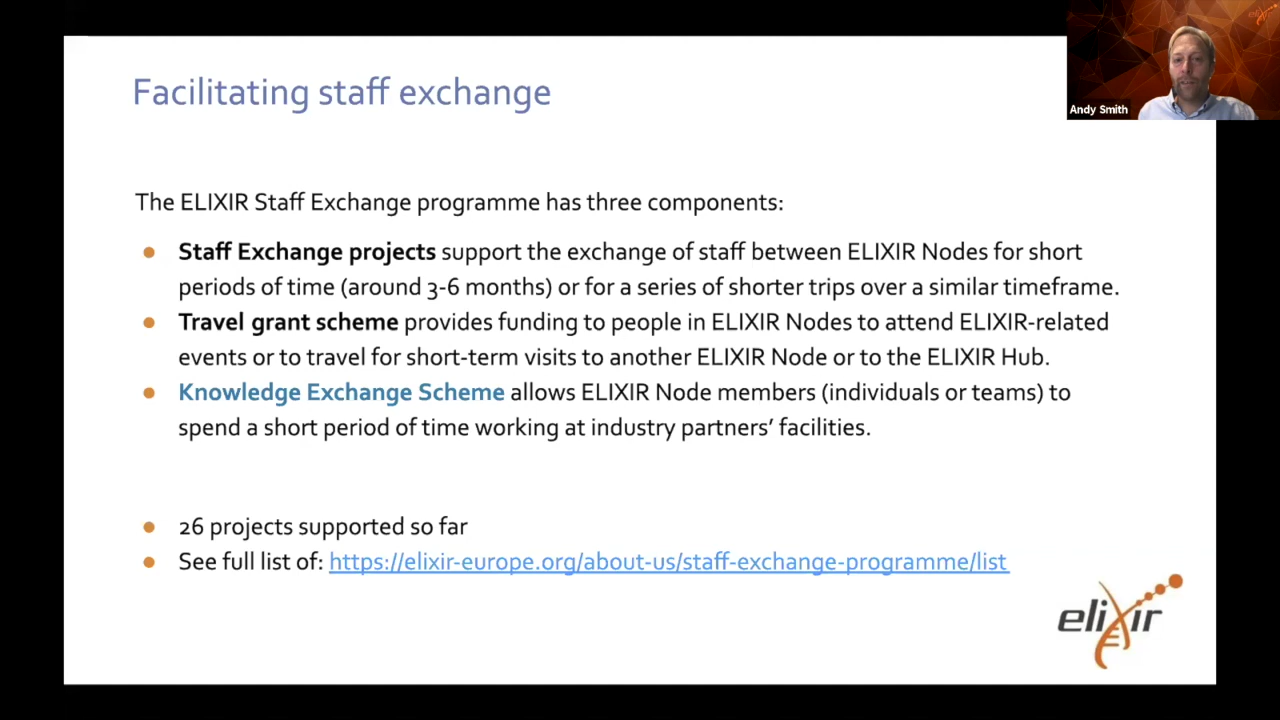 Facilitating staff exchange
elixir
Andy Smith
The ELIXIR Staff Exchange programme has three components:
● Staff Exchange projects support the exchange of staff between ELIXIR Nodes for short
periods of time (around 3-6 months) or for a series of shorter trips over a similar timeframe.
● Travel grant scheme provides funding to people in ELIXIR Nodes to attend ELIXIR-related
events or to travel for short-term visits to another ELIXIR Node or to the ELIXIR Hub.
● Knowledge Exchange Scheme allows ELIXIR Node members (individuals or teams) to
spend a short period of time working at industry partners’ facilities.
● 26 projects supported so far
● See full list of: https://elixir-europe.org/about-us/staff-exchange-programme/list
elixir